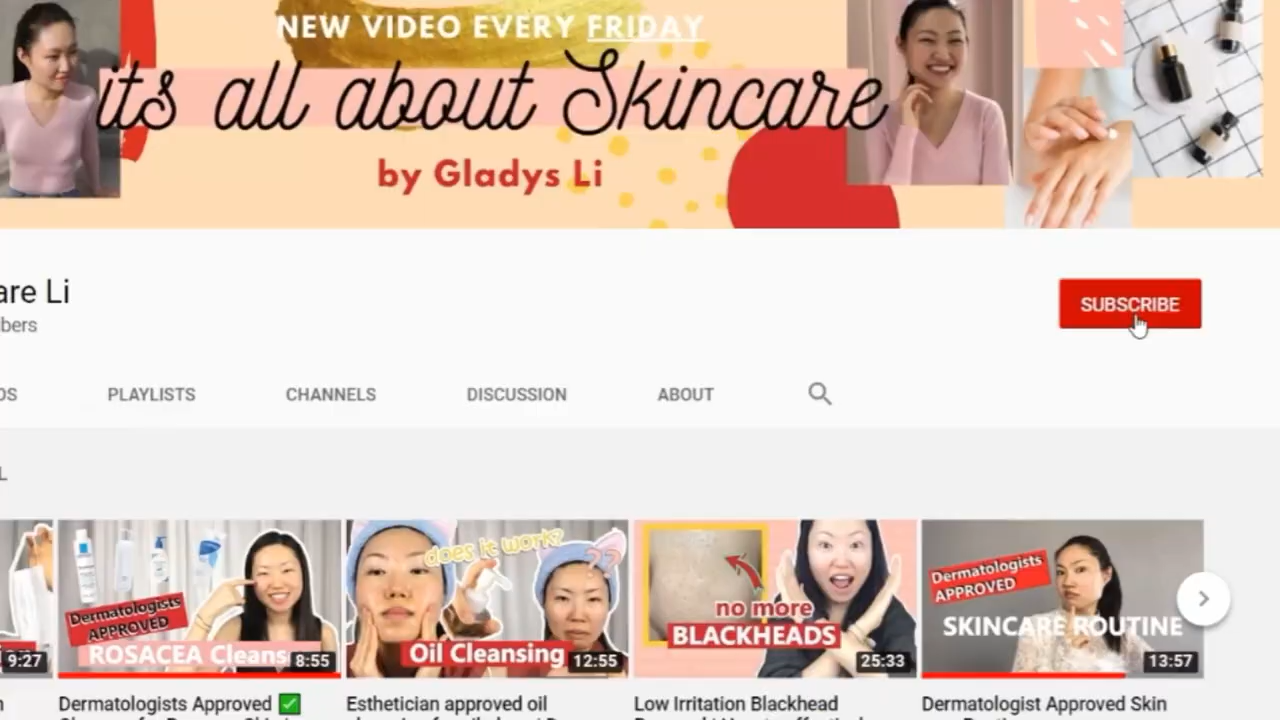 NEW VIDEO EVERY FRIDAY
its all about Skincare
by Gladys Li
are Li
bers
SUBSCRIBE
OS
PLAYLISTS
CHANNELS
DISCUSSION
ABOUT
L
9:27
Dermatologists
APPROVED
ROSACEA Cleans
8:55
does it work?
??
Oil Cleansing
12:55
no more
BLACKHEADS
25:33
Dermatologists
APPROVED
SKINCARE ROUTINE
13:57
Dermatologists Approved ✅
Esthetician approved oil
Low Irritation Blackhead
Dermatologist Approved Skin